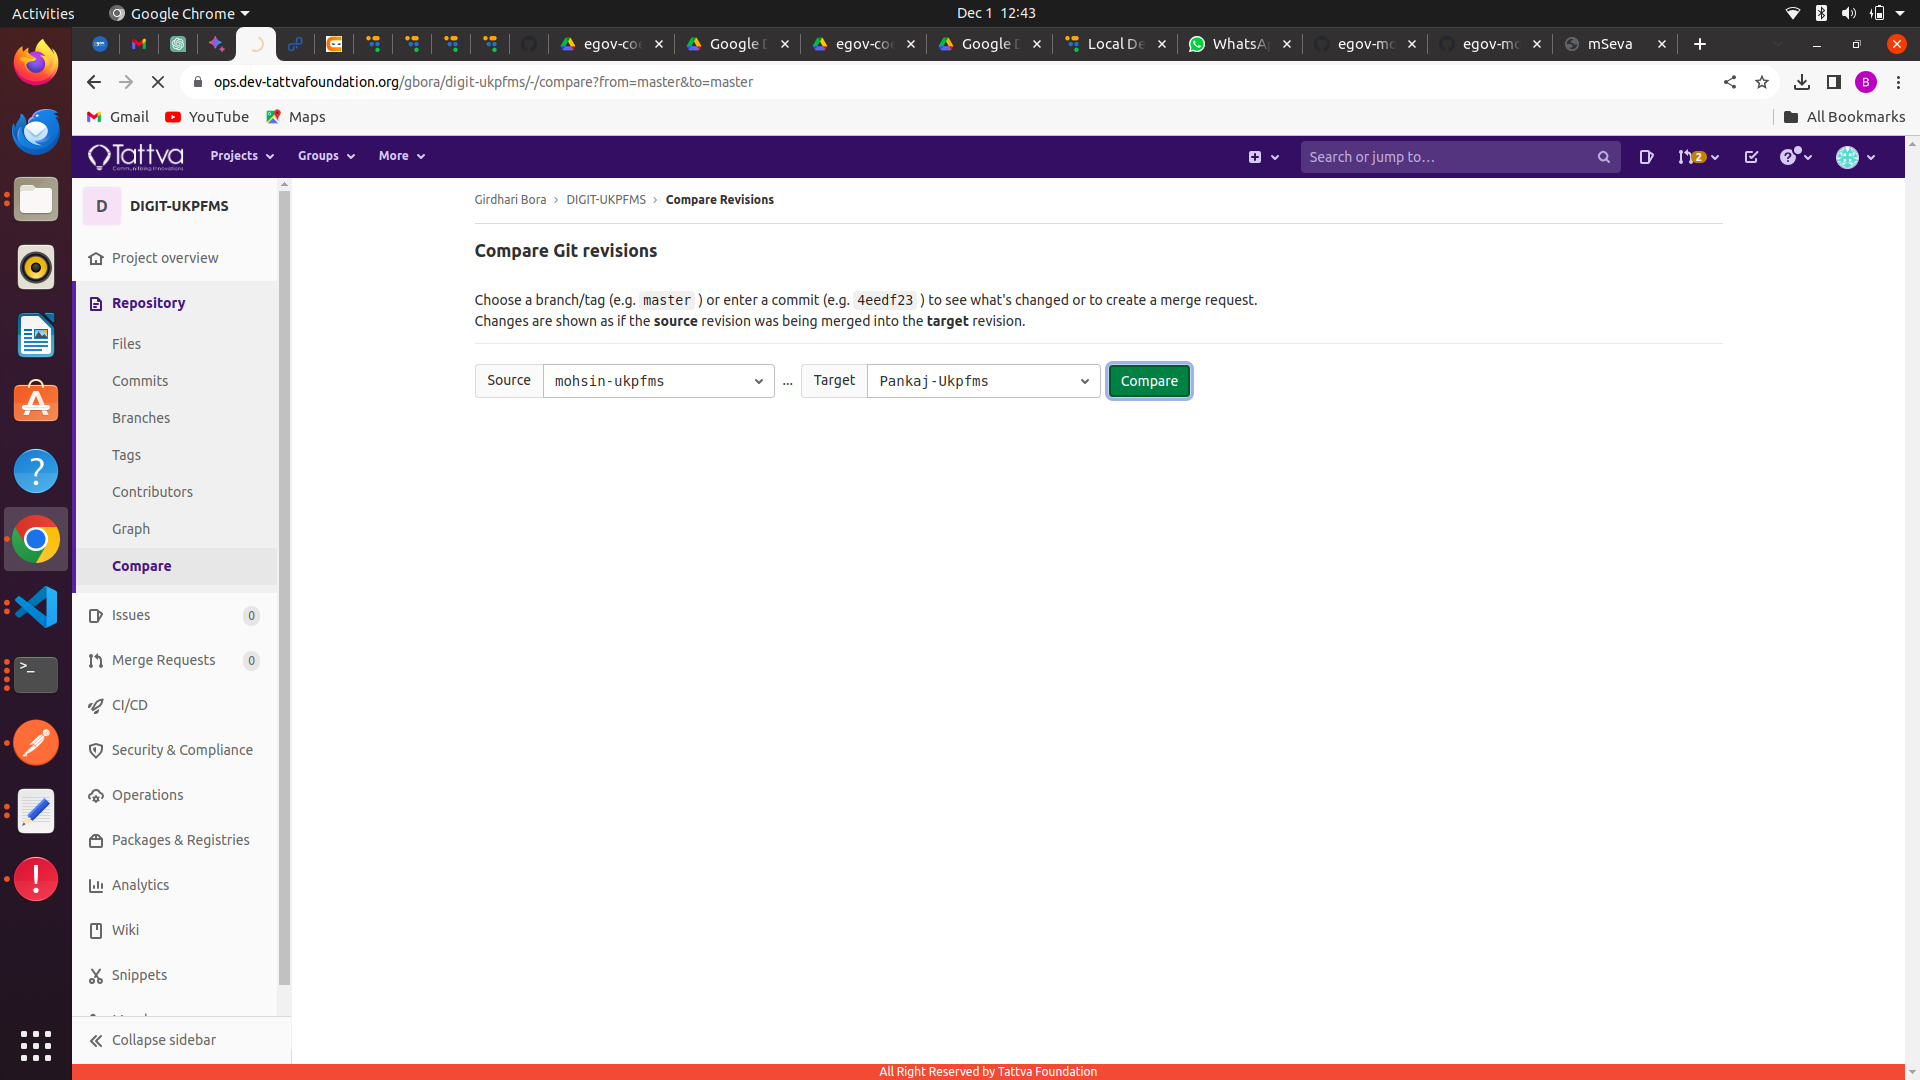 Activities Google Chrome Dec 1 12:43
egov-co Google D egov-co Google D Local De WhatsA egov-mo egov-mo mSeva
ops.dev-tattvafoundation.org/gbora/digit-ukpfms/-/compare?from=master&to=master B
Gmail YouTube Maps All Bookmarks
Tattva Projects Groups More Search or jump to... 2
D DIGIT-UKPFMS
Girdhari Bora › DIGIT-UKPFMS › Compare Revisions
Compare Git revisions
Choose a branch/tag (e.g. master ) or enter a commit (e.g. 4eedf23 ) to see what's changed or to create a merge request.
Changes are shown as if the source revision was being merged into the target revision.
Source mohsin-ukpfms ... Target Pankaj-Ukpfms Compare
Project overview
Repository
Files
Commits
Branches
Tags
Contributors
Graph
Compare
Issues 0
Merge Requests 0
CI/CD
Security & Compliance
Operations
Packages & Registries
Analytics
Wiki
Snippets
Collapse sidebar
All Right Reserved by Tattva Foundation